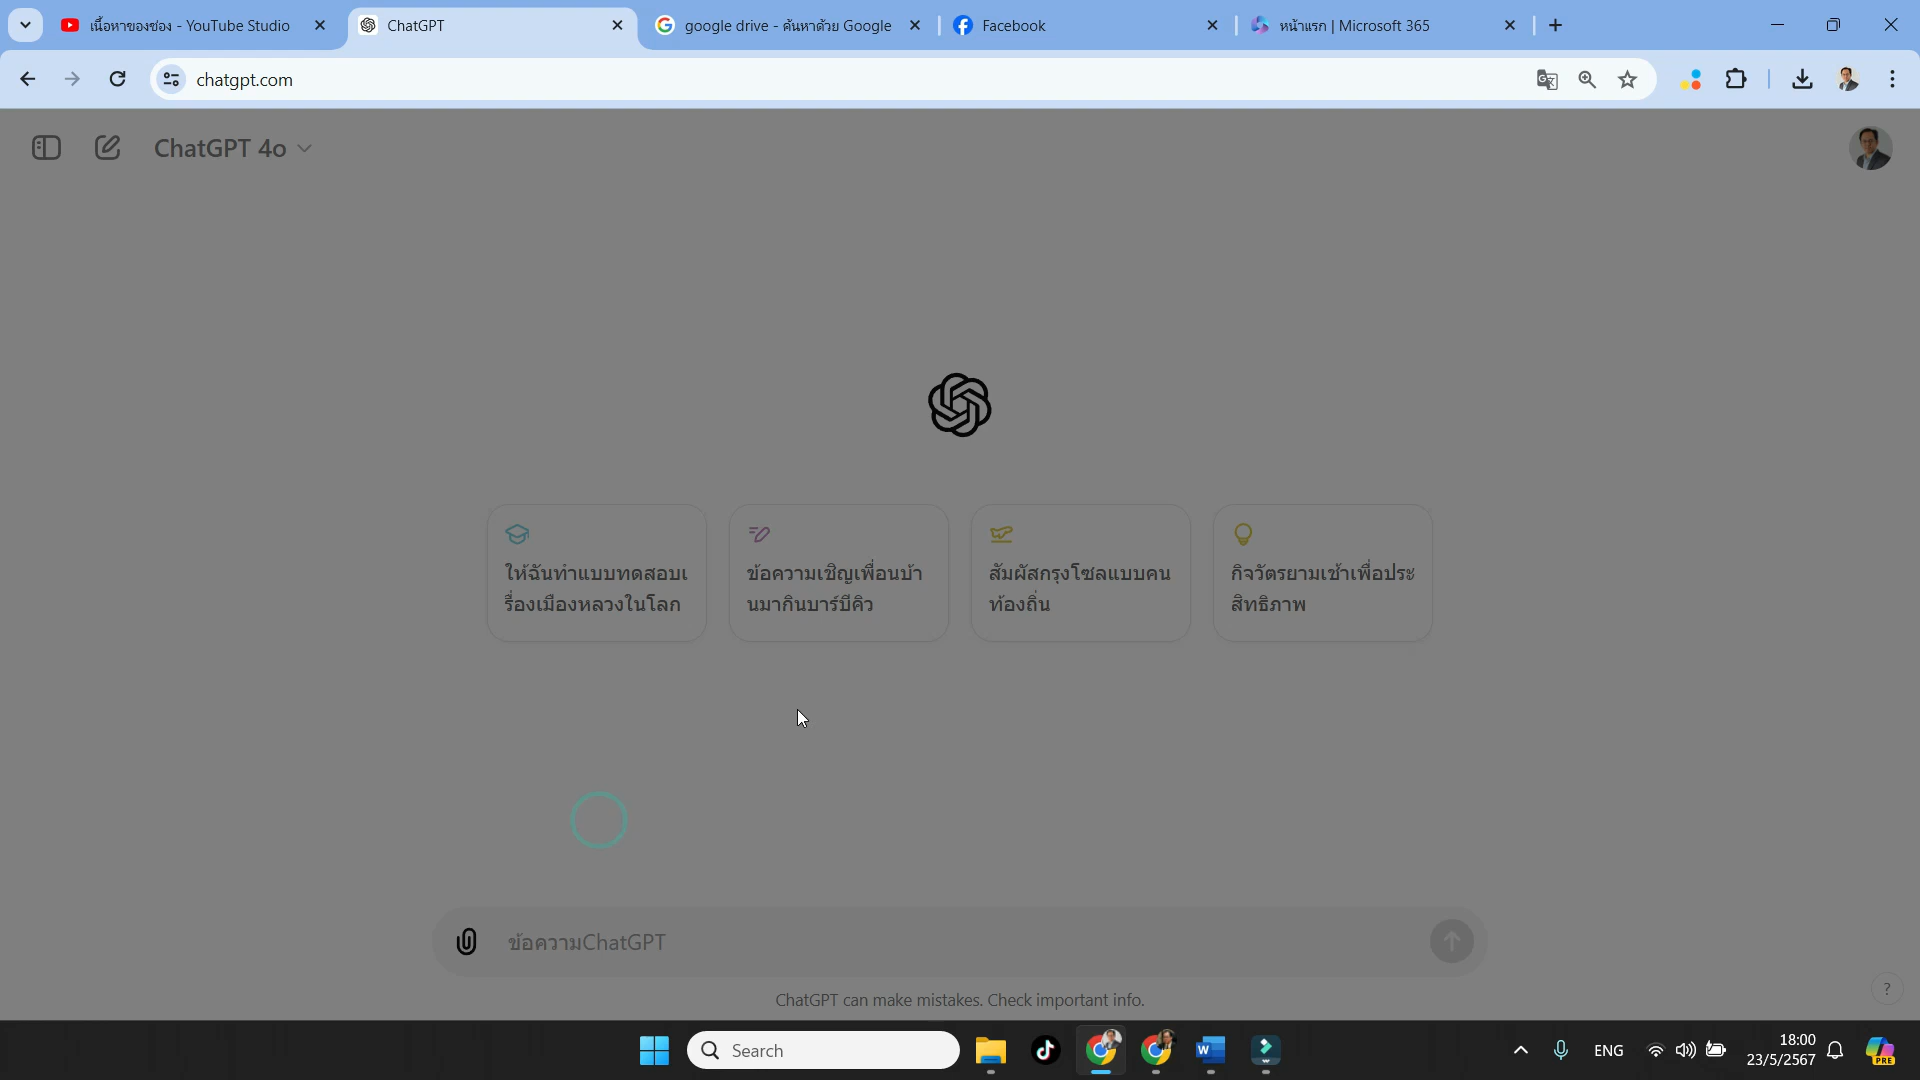 เนื้อหาของช่อง - YouTube Studio
ChatGPT
google drive - ค้นหาด้วย Google
Facebook
หน้าแรก | Microsoft 365
chatgpt.com
ChatGPT 4o
ให้ฉันทำแบบทดสอบเ
รื่องเมืองหลวงในโลก
ข้อความเชิญเพื่อนบ้า
นมากินบาร์บีคิว
สัมผัสกรุงโซลแบบคน
ท้องถิ่น
กิจวัตรยามเช้าเพื่อประ
สิทธิภาพ
ข้อความChatGPT
ChatGPT can make mistakes. Check important info.
?
Search
W
ENG
18:00
23/5/2567
PRE